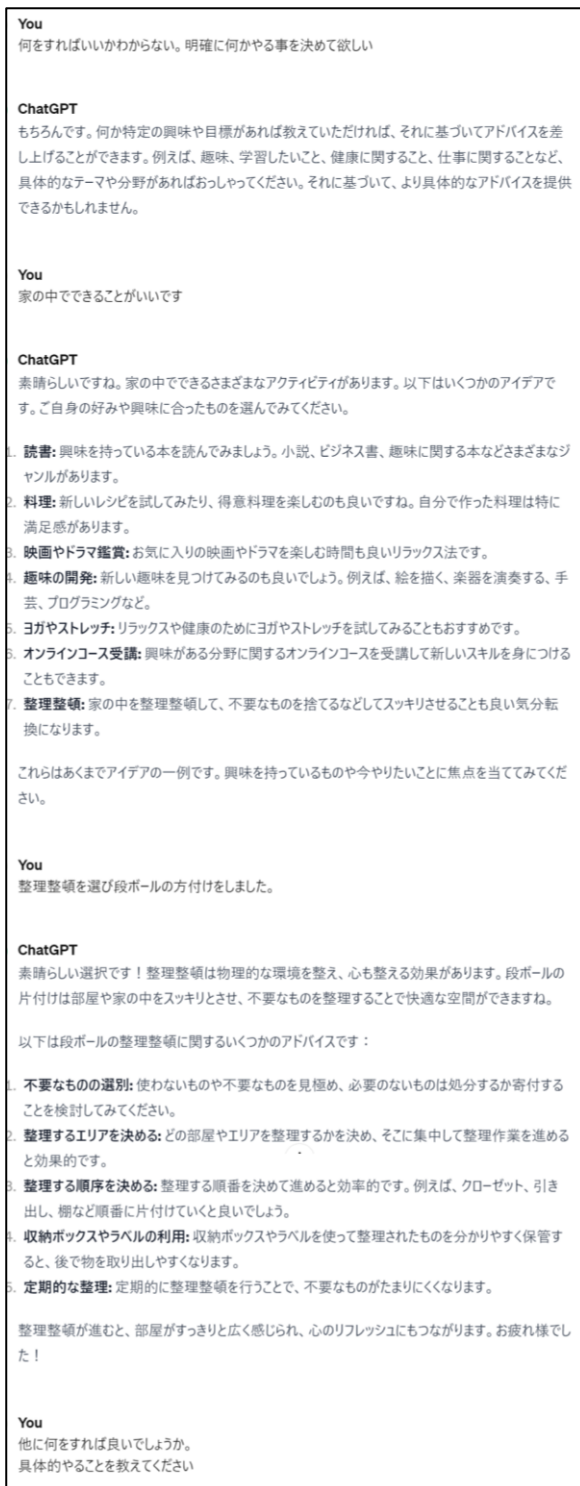 You
何をすればいいかわからない。明確に何かやる事を決めて欲しい
ChatGPT
もちろんです。何か特定の興味や目標があれば教えていただければ、それに基づいてアドバイスを差
し上げることができます。例えば、趣味、学習したいこと、健康に関すること、仕事に関することなど、
具体的なテーマや分野があればおっしゃってください。それに基づいて、より具体的なアドバイスを提供
できるかもしれません。
You
家の中でできることがいいです
ChatGPT
素晴らしいですね。家の中でできるさまざまなアクティビティがあります。以下はいくつかのアイデアで
す。ご自身の好みや興味に合ったものを選んでみてください。
1. 読書: 興味を持っている本を読んでみましょう。小説、ビジネス書、趣味に関する本などさまざまなジ
ャンルがあります。
2. 料理: 新しいレシピを試してみたり、得意料理を楽しむのも良いですね。自分で作った料理は特に
満足感があります。
3. 映画やドラマ鑑賞: お気に入りの映画やドラマを楽しむ時間も良いリラックス法です。
4. 趣味の開発: 新しい趣味を見つけてみるのも良いでしょう。例えば、絵を描く、楽器を演奏する、手
芸、プログラミングなど。
5. ヨガやストレッチ: リラックスや健康のためにヨガやストレッチを試してみることもおすすめです。
6. オンラインコース受講: 興味がある分野に関するオンラインコースを受講して新しいスキルを身につける
こともできます。
7. 整理整頓: 家の中を整理整頓して、不要なものを捨てるなどしてスッキリさせることも良い気分転
換になります。
これらはあくまでアイデアの一例です。興味を持っているものや今やりたいことに焦点を当ててみてくだ
さい。
You
整理整頓を選び段ボールの方付けをしました。
ChatGPT
素晴らしい選択です！整理整頓は物理的な環境を整え、心も整える効果があります。段ボールの
片付けは部屋や家の中をスッキリとさせ、不要なものを整理することで快適な空間ができますね。
以下は段ボールの整理整頓に関するいくつかのアドバイスです：
1. 不要なものの選別: 使わないものや不要なものを見極め、必要のないものは処分するか寄付する
ことを検討してみてください。
2. 整理するエリアを決める: どの部屋やエリアを整理するかを決め、そこに集中して整理作業を進める
と効果的です。
3. 整理する順序を決める: 整理する順番を決めて進めると効率的です。例えば、クローゼット、引き
出し、棚など順番に片付けていくと良いでしょう。
4. 収納ボックスやラベルの利用: 収納ボックスやラベルを使って整理されたものを分かりやすく保管す
ると、後で物を取り出しやすくなります。
5. 定期的な整理: 定期的に整理整頓を行うことで、不要なものがたまりにくくなります。
整理整頓が進むと、部屋がすっきりと広く感じられ、心のリフレッシュにもつながります。お疲れ様でし
た！
You
他に何をすれば良いでしょうか。
具体的やることを教えてください